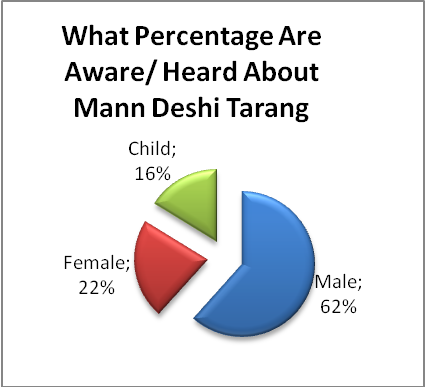 What Percentage Are
Aware/ Heard About
Mann Deshi Tarang
Child;
16%
Female;
22%
Male;
62%